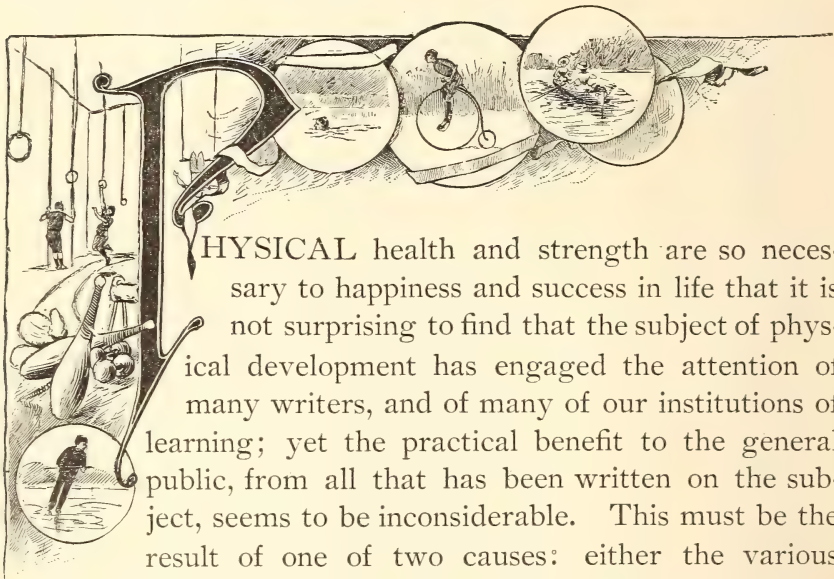 PHYSICAL health and strength are so neces-
sary to happiness and success in life that it is
not surprising to find that the subject of phys-
ical development has engaged the attention of
many writers, and of many of our institutions of
learning; yet the practical benefit to the general
public, from all that has been written on the sub-
ject, seems to be inconsiderable. This must be the
result of one of two causes: either the various